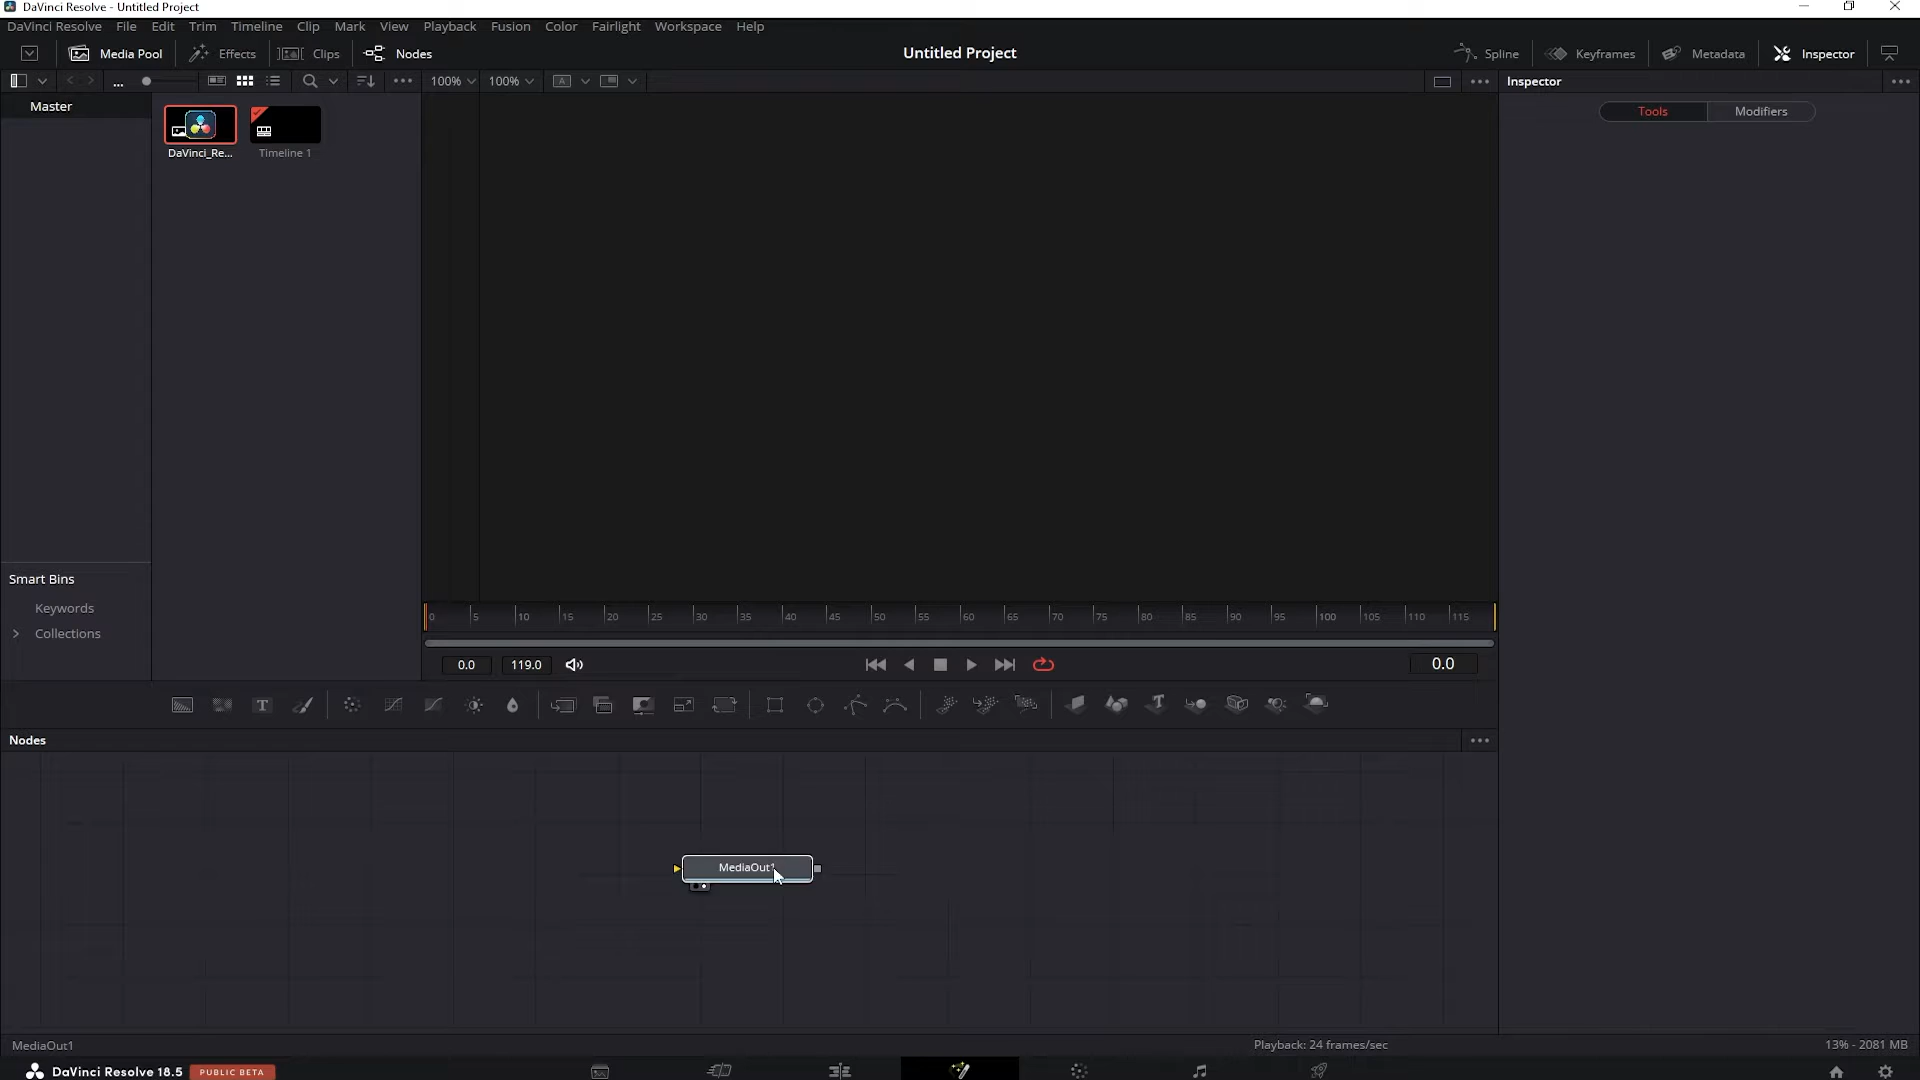 DaVinci Resolve - Untitled Project
DaVinci Resolve File Edit Trim Timeline Clip Mark View Playback Fusion Color Fairlight Workspace Help
Media Pool Effects Clips Nodes Untitled Project Spline Keyframes Metadata Inspector
... 100% 100% A Inspector
Master
Tools Modifiers
DaVinci_Re... Timeline 1
Smart Bins
Keywords
Collections
0 5 10 15 20 25 30 35 40 45 50 55 60 65 70 75 80 85 90 95 100 105 110 115
0.0 119.0 0.0
T T
Nodes
MediaOut1
MediaOut1 Playback: 24 frames/sec 13% - 2081 MB
DaVinci Resolve 18.5 PUBLIC BETA